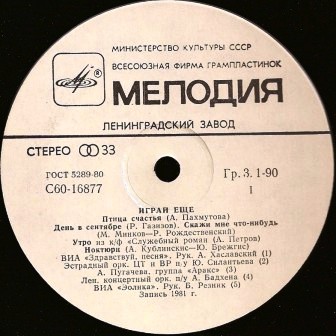 МИНИСТЕРСТВО КУЛЬТУРЫ СССР
ВСЕСОЮЗНАЯ ФИРМА ГРАМПЛАСТИНОК
МЕЛОДИЯ
ЛЕНИНГРАДСКИЙ ЗАВОД
СТЕРЕО 33
ГОСТ 5289-80
Гр. 3. 1-90
С60-16877
1
ИГРАЙ ЕЩЕ
Птица счастья (А. Пахмутова)
День в сентябре (Р. Газизов). Скажи мне что-нибудь
(М. Минков—Р. Рождественский)
Утро из к/ф «Служебный роман» (А. Петров)
Ноктюрн (А. Кублинскис—Ю. Брежгис)
ВИА «Здравствуй, песня». Рук. А. Хаславский (1)
Эстрадный орк. ЦТ и ВР п/у Ю. Силантьева (2)
А. Пугачева, группа «Аракс» (3)
Лен. концертный орк. п/у А. Бадхена (4)
ВИА «Эолика». Рук. Б. Резник (5)
Запись 1981 г.